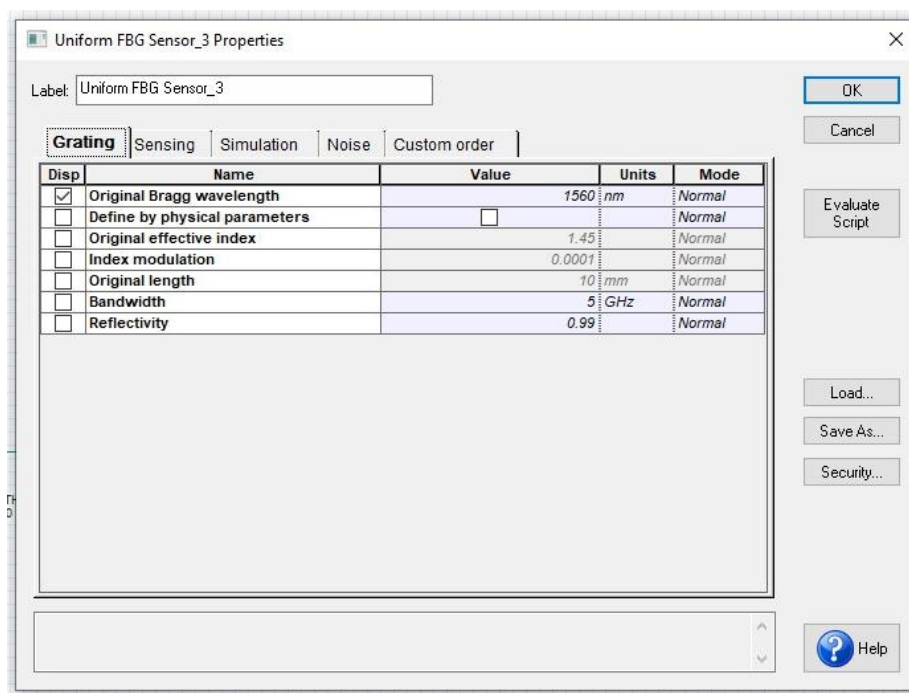 Uniform FBG Sensor_3 Properties
Label: Uniform FBG Sensor_3
OK
Cancel
Grating Sensing Simulation Noise Custom order
Disp Name Value Units Mode
Original Bragg wavelength 1560 nm Normal
Define by physical parameters Normal
Original effective index 1.45 Normal
Index modulation 0.0001 Normal
Original length 10 mm Normal
Bandwidth 5 GHz Normal
Reflectivity 0.99 Normal
Evaluate
Script
Load...
Save As...
Security...
Help